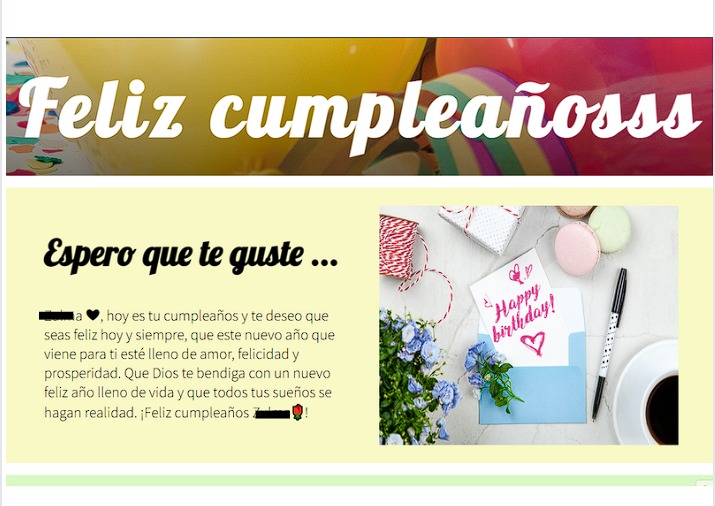 Feliz cumpleañosss
Espero que te guste ...
🖤, hoy es tu cumpleaños y te deseo que
seas feliz hoy y siempre, que este nuevo año que
viene para ti esté lleno de amor, felicidad y
prosperidad. Que Dios te bendiga con un nuevo
feliz año lleno de vida y que todos tus sueños se
hagan realidad. ¡Feliz cumpleaños 🌹!
Happy
birthday!